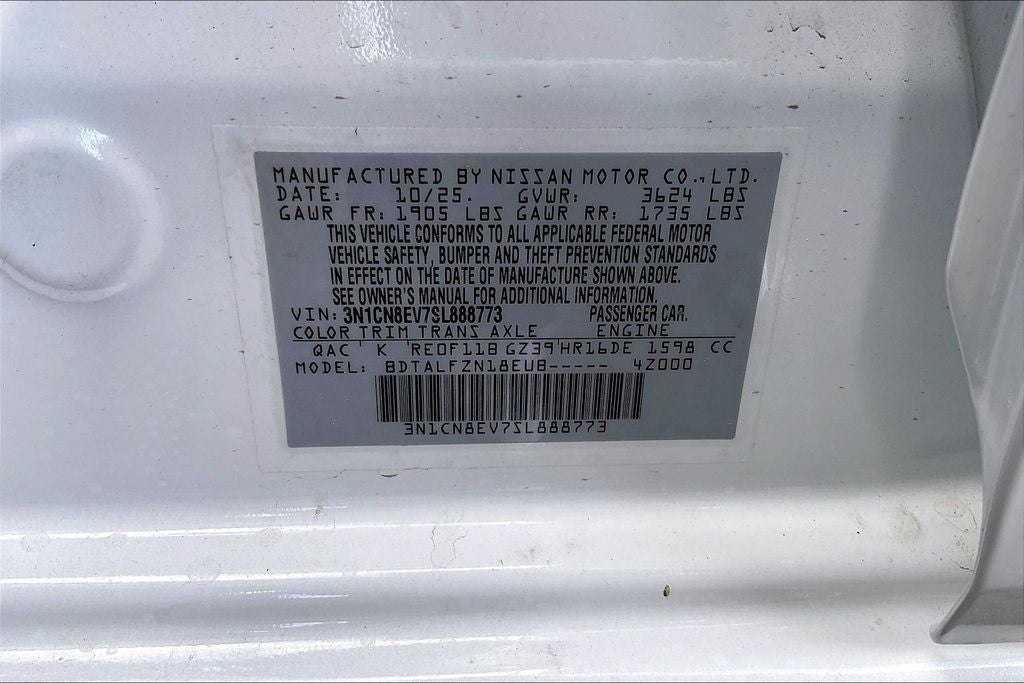 MANUFACTURED BY NISSAN MOTOR CO.,LTD.
DATE: 10/25. GVWR: 3624 LBS
GAWR FR: 1905 LBS GAWR RR: 1735 LBS
THIS VEHICLE CONFORMS TO ALL APPLICABLE FEDERAL MOTOR
VEHICLE SAFETY, BUMPER AND THEFT PREVENTION STANDARDS
IN EFFECT ON THE DATE OF MANUFACTURE SHOWN ABOVE.
SEE OWNER'S MANUAL FOR ADDITIONAL INFORMATION.
VIN: 3N1CN8EV7SL888773 PASSENGER CAR.
COLOR TRIM TRANS AXLE ENGINE
QAC K RE0F11B GZ39 HR16DE 1598 CC
MODEL: BDTALFZN18EUB----- 4Z000
3N1CN8EV7SL888773